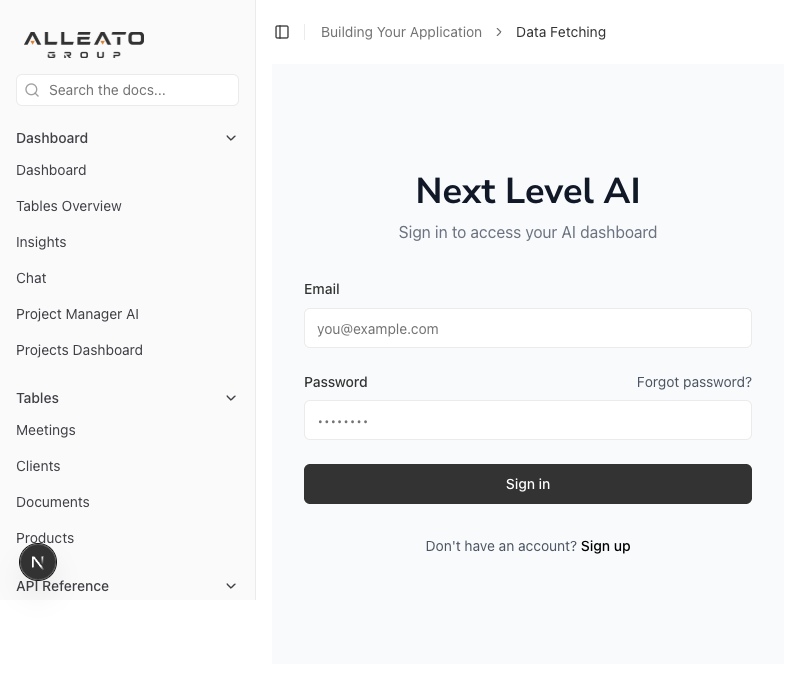 ALLEATO
GROUP
Search the docs...
Dashboard
Dashboard
Tables Overview
Insights
Chat
Project Manager AI
Projects Dashboard
Tables
Meetings
Clients
Documents
Products
N
API Reference
Building Your Application > Data Fetching
Next Level AI
Sign in to access your AI dashboard
Email
you@example.com
Password Forgot password?
••••••••
Sign in
Don't have an account? Sign up